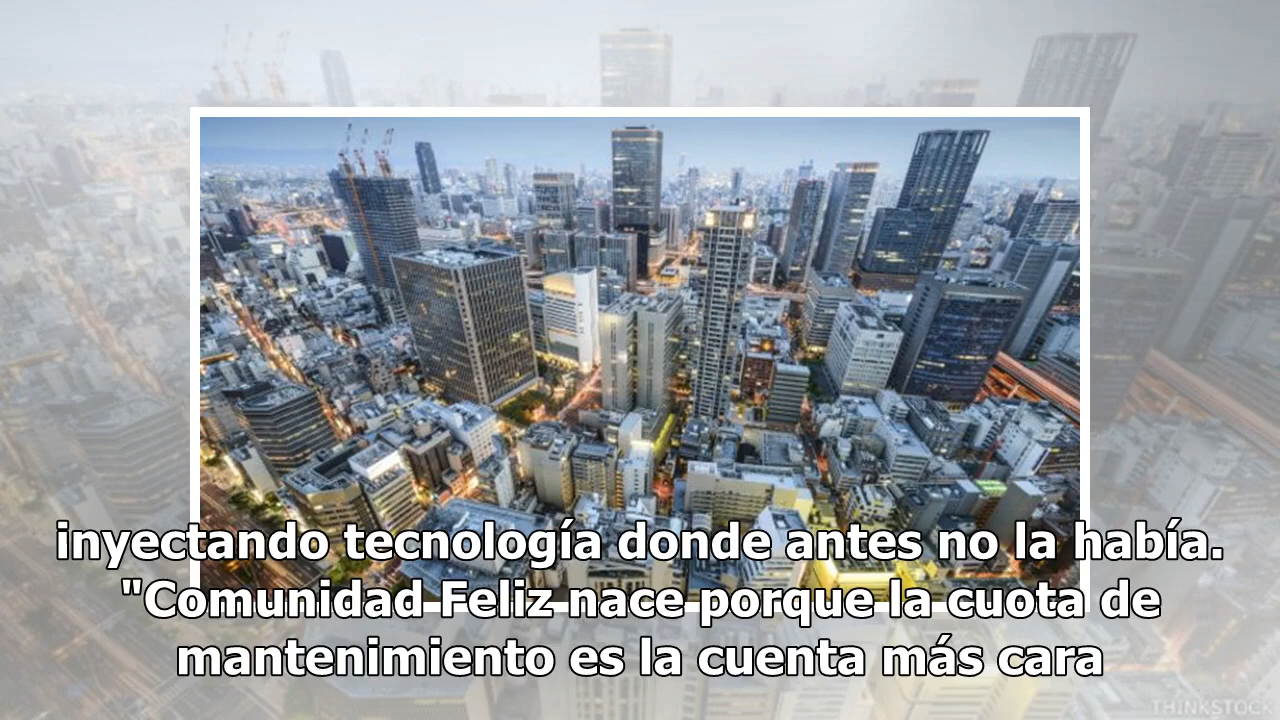 inyectando tecnología donde antes no la había.
"Comunidad Feliz nace porque la cuota de
mantenimiento es la cuenta más cara
THINKSTOCK